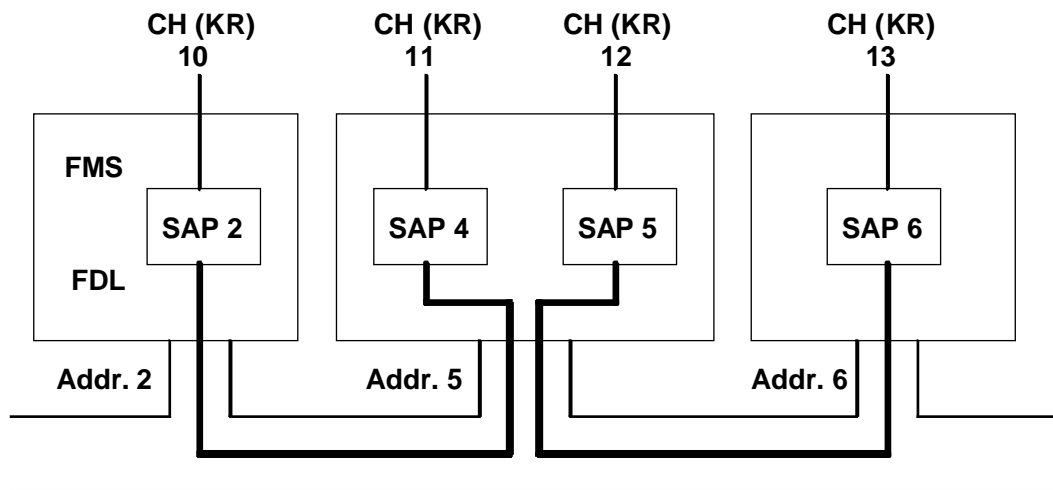 CH (KR)
10
CH (KR)
11
CH (KR)
12
CH (KR)
13
FMS
SAP 2
SAP 4
SAP 5
SAP 6
FDL
Addr. 2
Addr. 5
Addr. 6